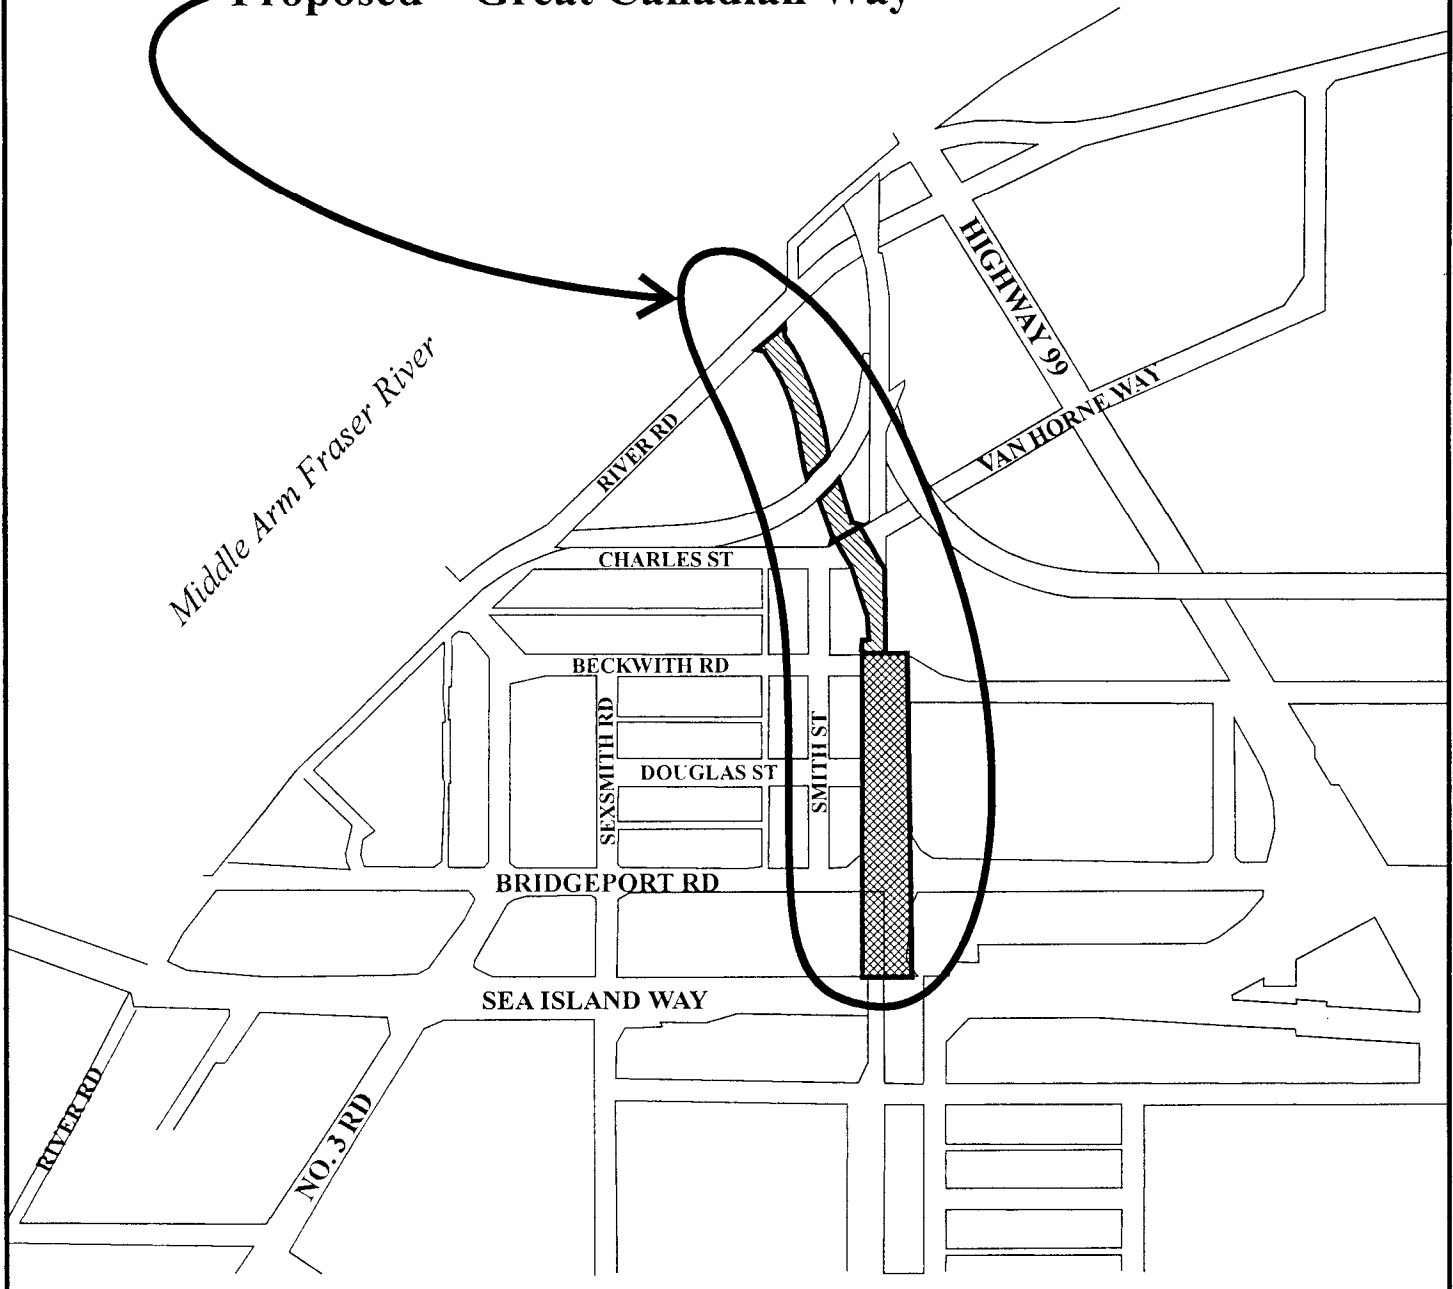 Proposed "Great Canadian Way"
HIGHWAY 99
VAN HORNE WAY
Middle Arm Fraser River
RIVER RD
CHARLES ST
BECKWITH RD
SEXSMITH RD
SMITH ST
DOUGLAS ST
BRIDGEPORT RD
SEA ISLAND WAY
RIVER RD
NO. 3 RD